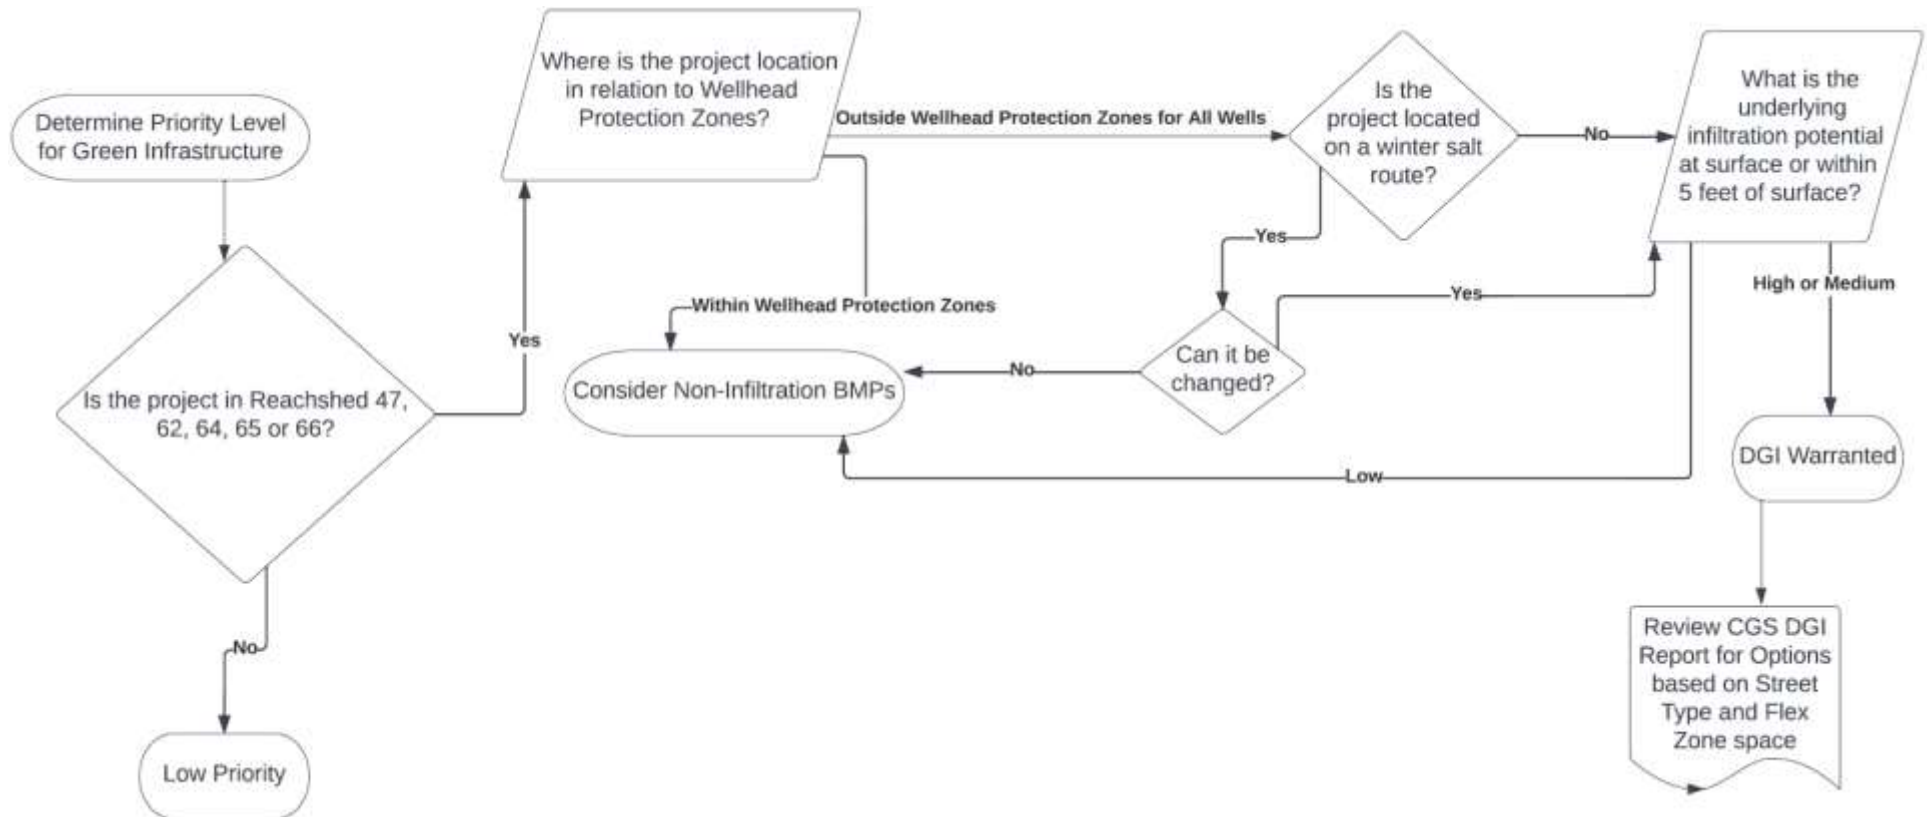 Determine Priority Level
for Green Infrastructure
Is the project in Reachshed 47,
62, 64, 65 or 66?
No
Low Priority
Yes
Where is the project location
in relation to Wellhead
Protection Zones?
Outside Wellhead Protection Zones for All Wells
Within Wellhead Protection Zones
Consider Non-Infiltration BMPs
Is the
project located
on a winter salt
route?
No
Yes
Can it be
changed?
No
Yes
What is the
underlying
infiltration potential
at surface or within
5 feet of surface?
Low
High or Medium
DGI Warranted
Review CGS DGI
Report for Options
based on Street
Type and Flex
Zone space